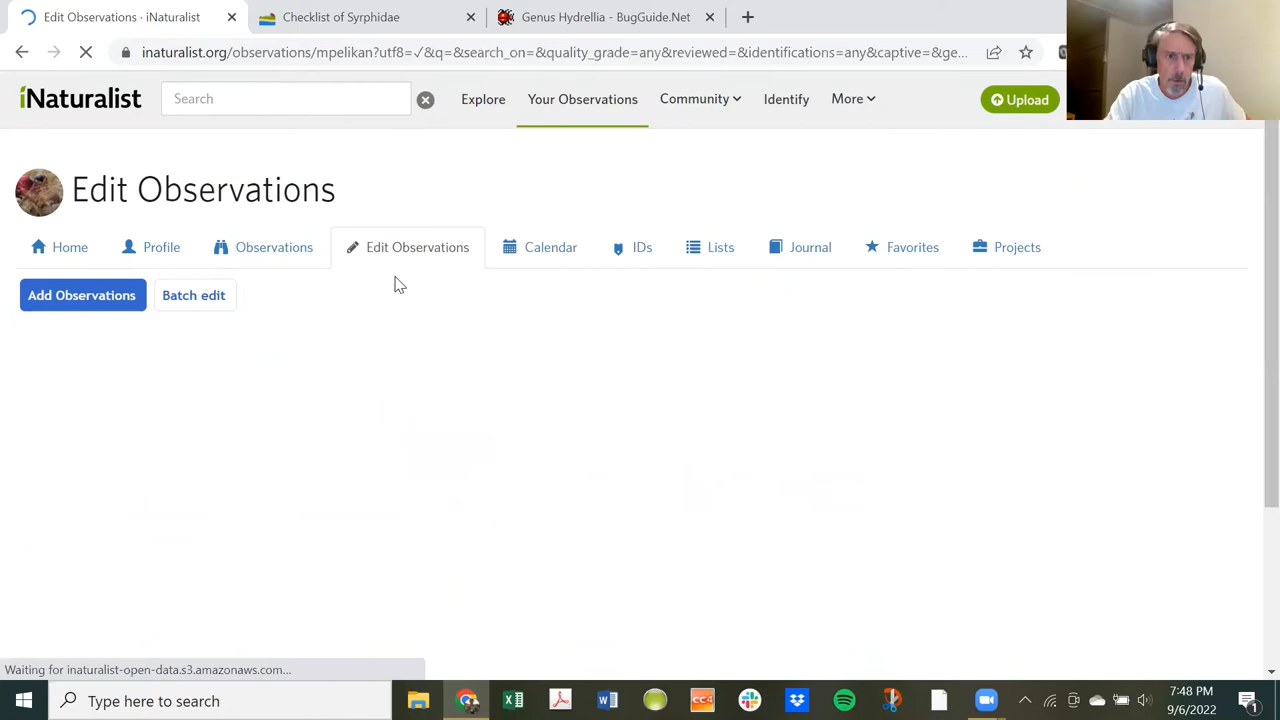 Edit Observations · iNaturalist
Checklist of Syrphidae
Genus Hydrellia - BugGuide.Net
inaturalist.org/observations/mpelikan?utf8=✓&q=&search_on=&quality_grade=any&reviewed=&identifications=any&captive=&ge...
iNaturalist
Search
Explore
Your Observations
Community
Identify
More
Upload
Edit Observations
Home
Profile
Observations
Edit Observations
Calendar
IDs
Lists
Journal
Favorites
Projects
Add Observations
Batch edit
Waiting for inaturalist-open-data.s3.amazonaws.com...
Type here to search
CC4
7:48 PM
9/6/2022
1